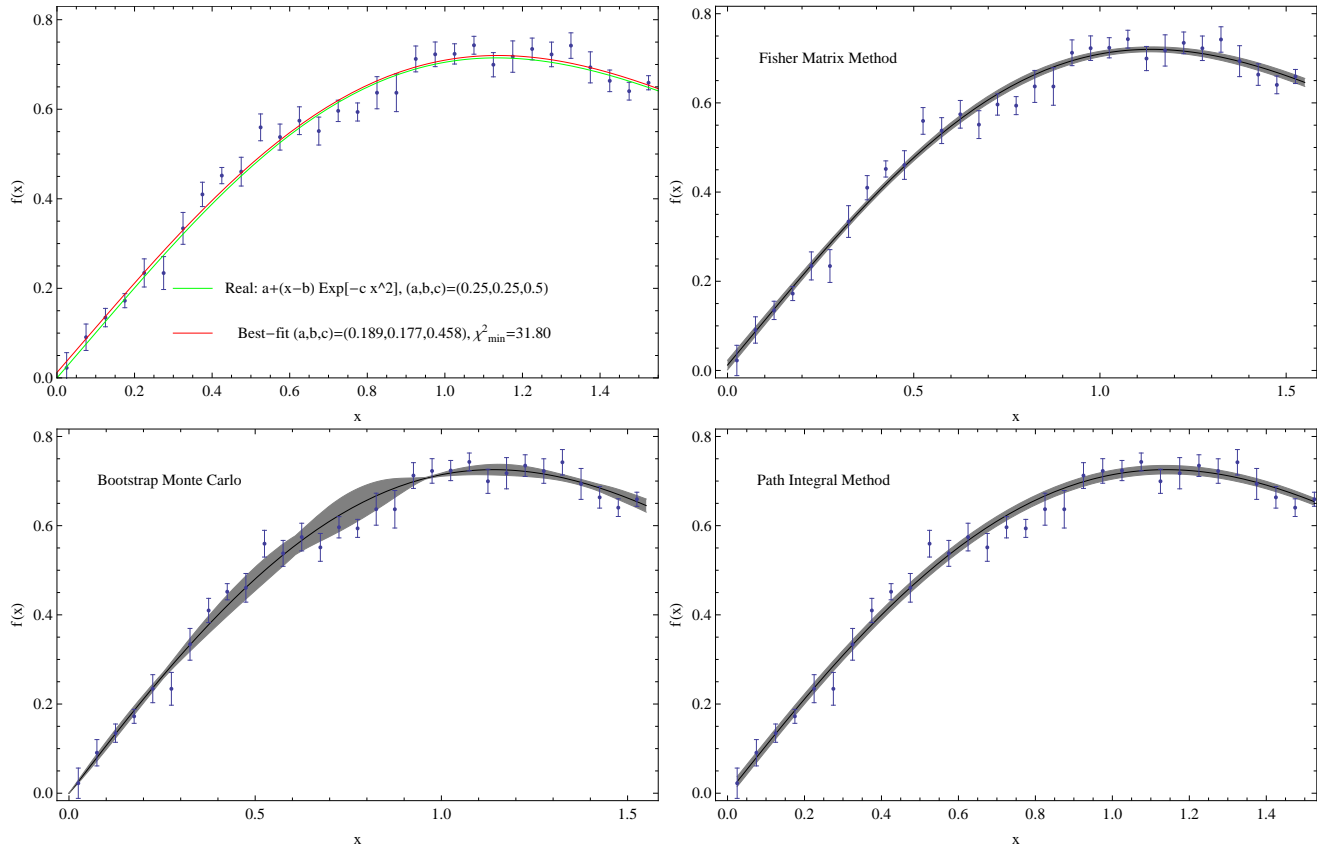 0.8
0.6
0.4
0.2
0.0
f(x)
Real: a+(x−b) Exp[−c x^2], (a,b,c)=(0.25,0.25,0.5)
Best−fit (a,b,c)=(0.189,0.177,0.458), χ²min=31.80
0.0 0.2 0.4 0.6 0.8 1.0 1.2 1.4
x
Fisher Matrix Method
0.8
0.6
0.4
0.2
0.0
f(x)
0.0 0.5 1.0 1.5
x
Bootstrap Monte Carlo
0.8
0.6
0.4
0.2
0.0
f(x)
0.0 0.5 1.0 1.5
x
Path Integral Method
0.8
0.6
0.4
0.2
0.0
f(x)
0.0 0.2 0.4 0.6 0.8 1.0 1.2 1.4
x